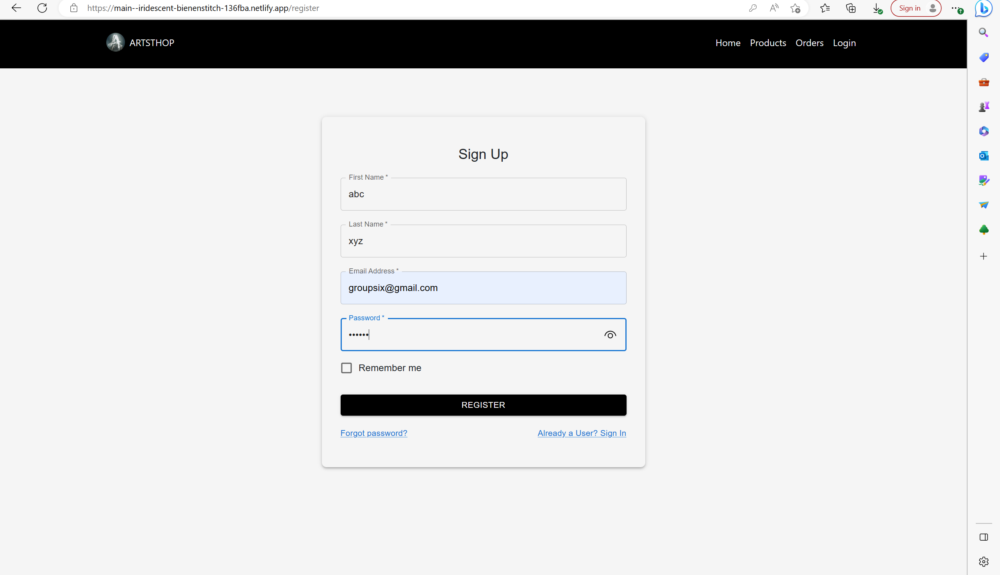 https://main--iridescent-bienenstitch-136fba.netlify.app/register
Sign in
ARTSTHOP
Home Products Orders Login
Sign Up
First Name *
abc
Last Name *
xyz
Email Address *
groupsix@gmail.com
Password *
••••••
Remember me
REGISTER
Forgot password? Already a User? Sign In